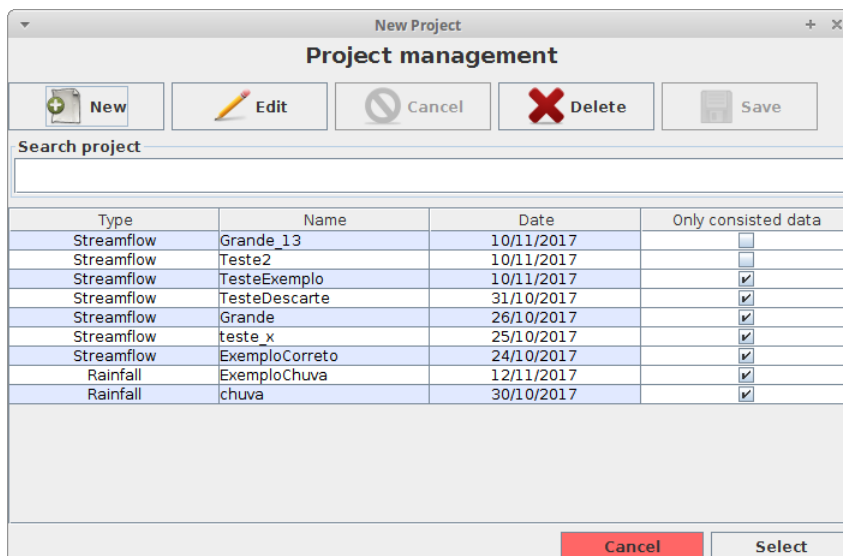 New Project
Project management
New Edit Cancel Delete Save
Search project
Type Name Date Only consisted data
Streamflow Grande_13 10/11/2017
Streamflow Teste2 10/11/2017
Streamflow TesteExemplo 10/11/2017
Streamflow TesteDescarte 31/10/2017
Streamflow Grande 26/10/2017
Streamflow teste_x 25/10/2017
Streamflow ExemploCorreto 24/10/2017
Rainfall ExemploChuva 12/11/2017
Rainfall chuva 30/10/2017
Cancel Select